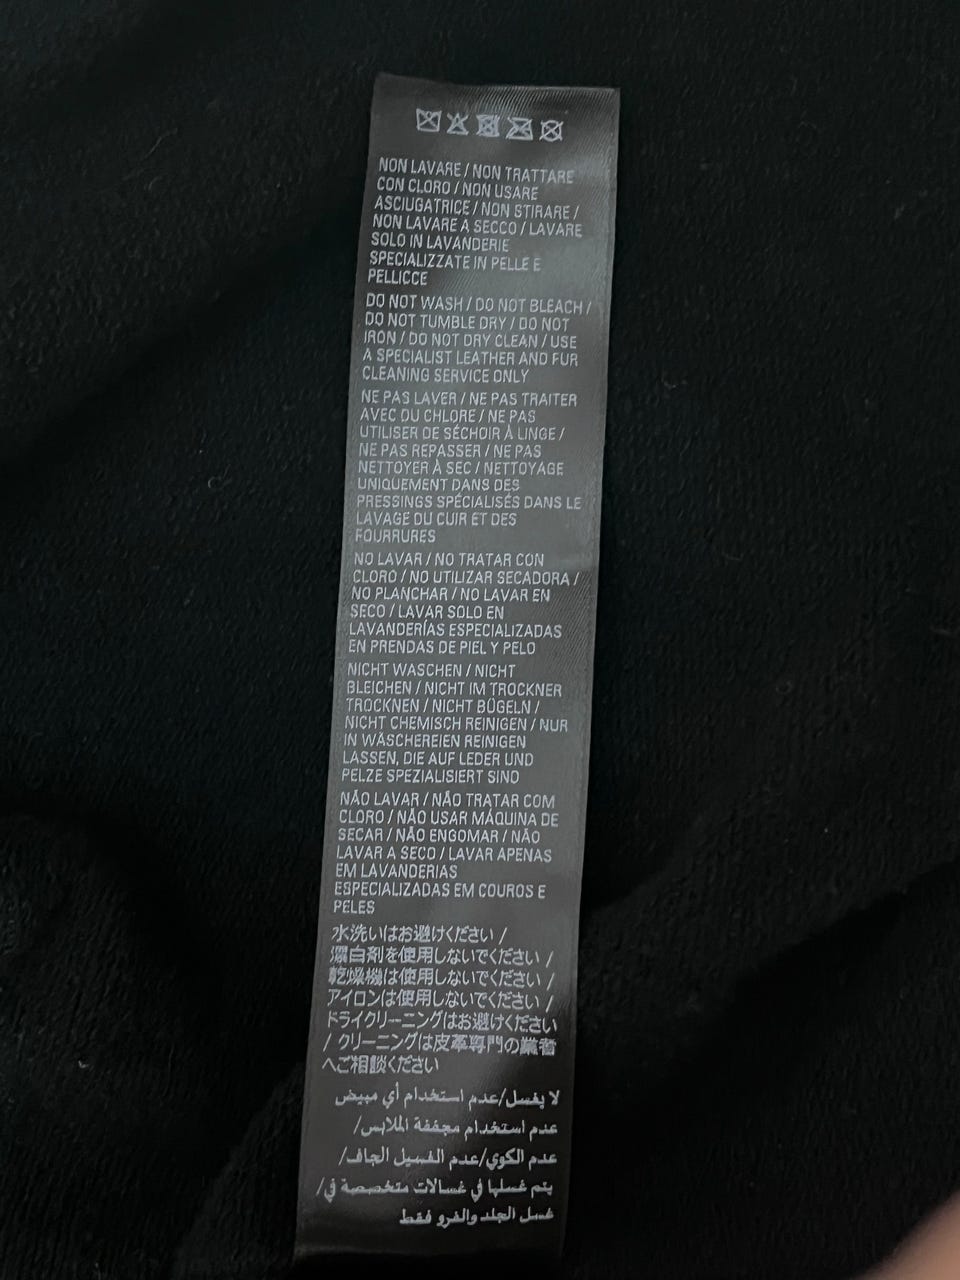 NON LAVARE / NON TRATTARE
CON CLORO / NON USARE
ASCIUGATRICE / NON STIRARE /
NON LAVARE A SECCO / LAVARE
SOLO IN LAVANDERIE
SPECIALIZZATE IN PELLE E
PELLICCE
DO NOT WASH / DO NOT BLEACH /
DO NOT TUMBLE DRY / DO NOT
IRON / DO NOT DRY CLEAN / USE
A SPECIALIST LEATHER AND FUR
CLEANING SERVICE ONLY
NE PAS LAVER / NE PAS TRAITER
AVEC DU CHLORE / NE PAS
UTILISER DE SÉCHOIR À LINGE /
NE PAS REPASSER / NE PAS
NETTOYER À SEC / NETTOYAGE
UNIQUEMENT DANS DES
PRESSINGS SPÉCIALISÉS DANS LE
LAVAGE DU CUIR ET DES
FOURRURES
NO LAVAR / NO TRATAR CON
CLORO / NO UTILIZAR SECADORA /
NO PLANCHAR / NO LAVAR EN
SECO / LAVAR SOLO EN
LAVANDERÍAS ESPECIALIZADAS
EN PRENDAS DE PIEL Y PELO
NICHT WASCHEN / NICHT
BLEICHEN / NICHT IM TROCKNER
TROCKNEN / NICHT BÜGELN /
NICHT CHEMISCH REINIGEN / NUR
IN WÄSCHEREIEN REINIGEN
LASSEN, DIE AUF LEDER UND
PELZE SPEZIALISIERT SIND
NÃO LAVAR / NÃO TRATAR COM
CLORO / NÃO USAR MÁQUINA DE
SECAR / NÃO ENGOMAR / NÃO
LAVAR A SECO / LAVAR APENAS
EM LAVANDERIAS
ESPECIALIZADAS EM COUROS E
PELES
水洗いはお避けください /
漂白剤を使用しないでください /
乾燥機は使用しないでください /
アイロンは使用しないでください /
ドライクリーニングはお避けください
/ クリーニングは皮革専門の業者
へご相談ください
لا يغسل/عدم استخدام أي مبيض
عدم استخدام مجففة الملابس/
عدم الكوي/عدم الغسيل الجاف/
يتم غسلها في غسالات متخصصة في/
غسل الجلد والفرو فقط